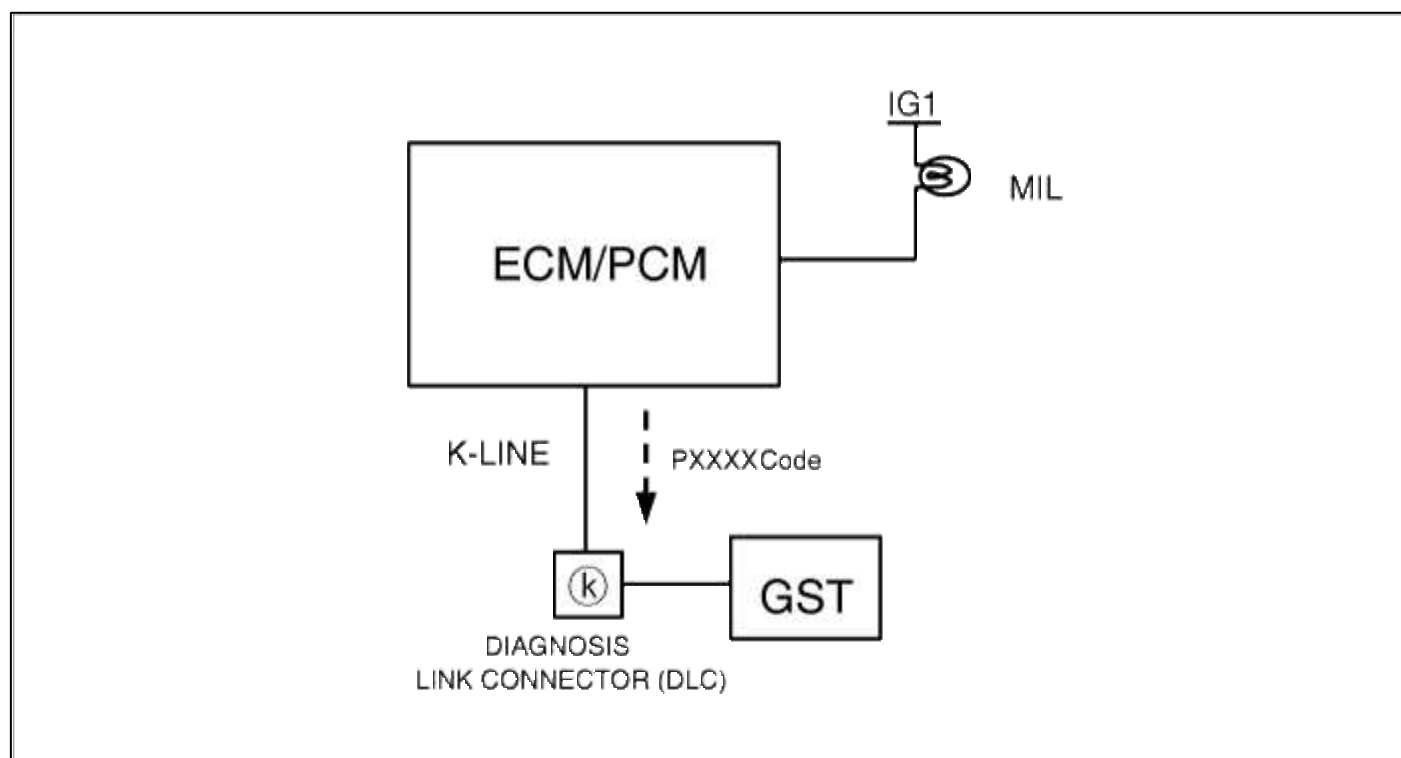 IG1
MIL
ECM/PCM
K-LINE
PXXXXCode
k
GST
DIAGNOSIS
LINK CONNECTOR (DLC)